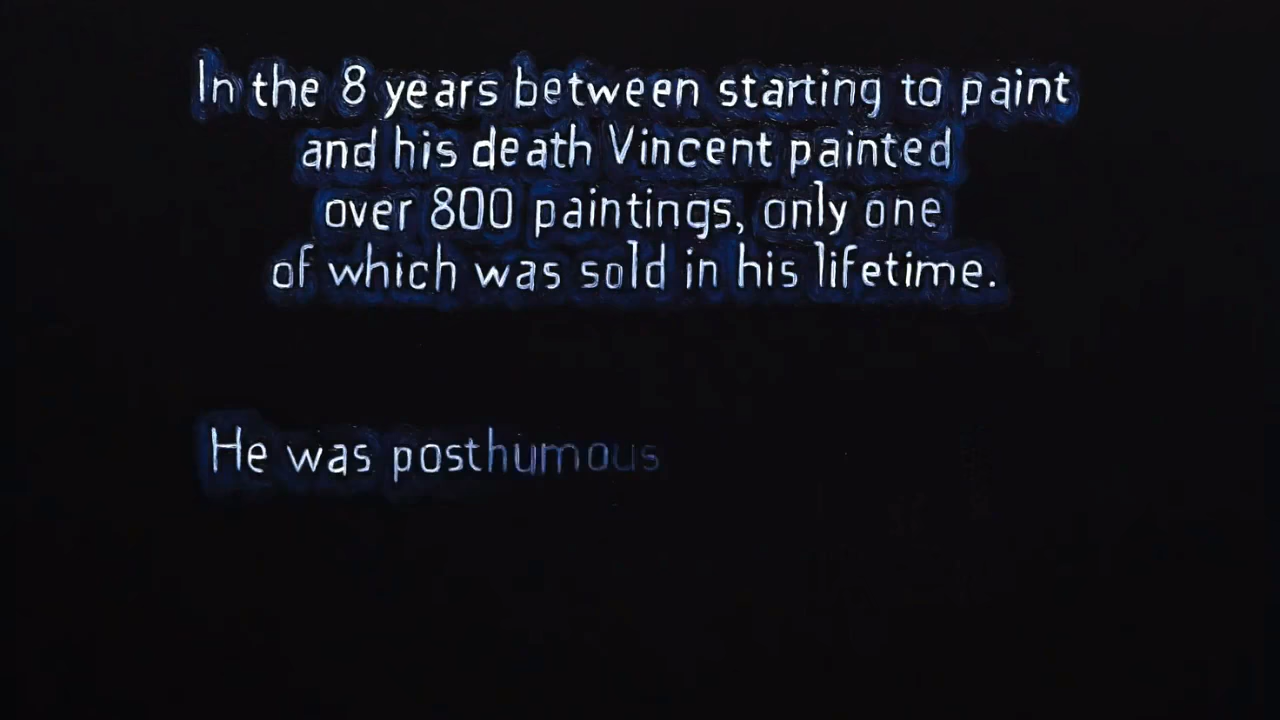 In the 8 years between starting to paint
and his death Vincent painted
over 800 paintings, only one
of which was sold in his lifetime.
He was posthumous